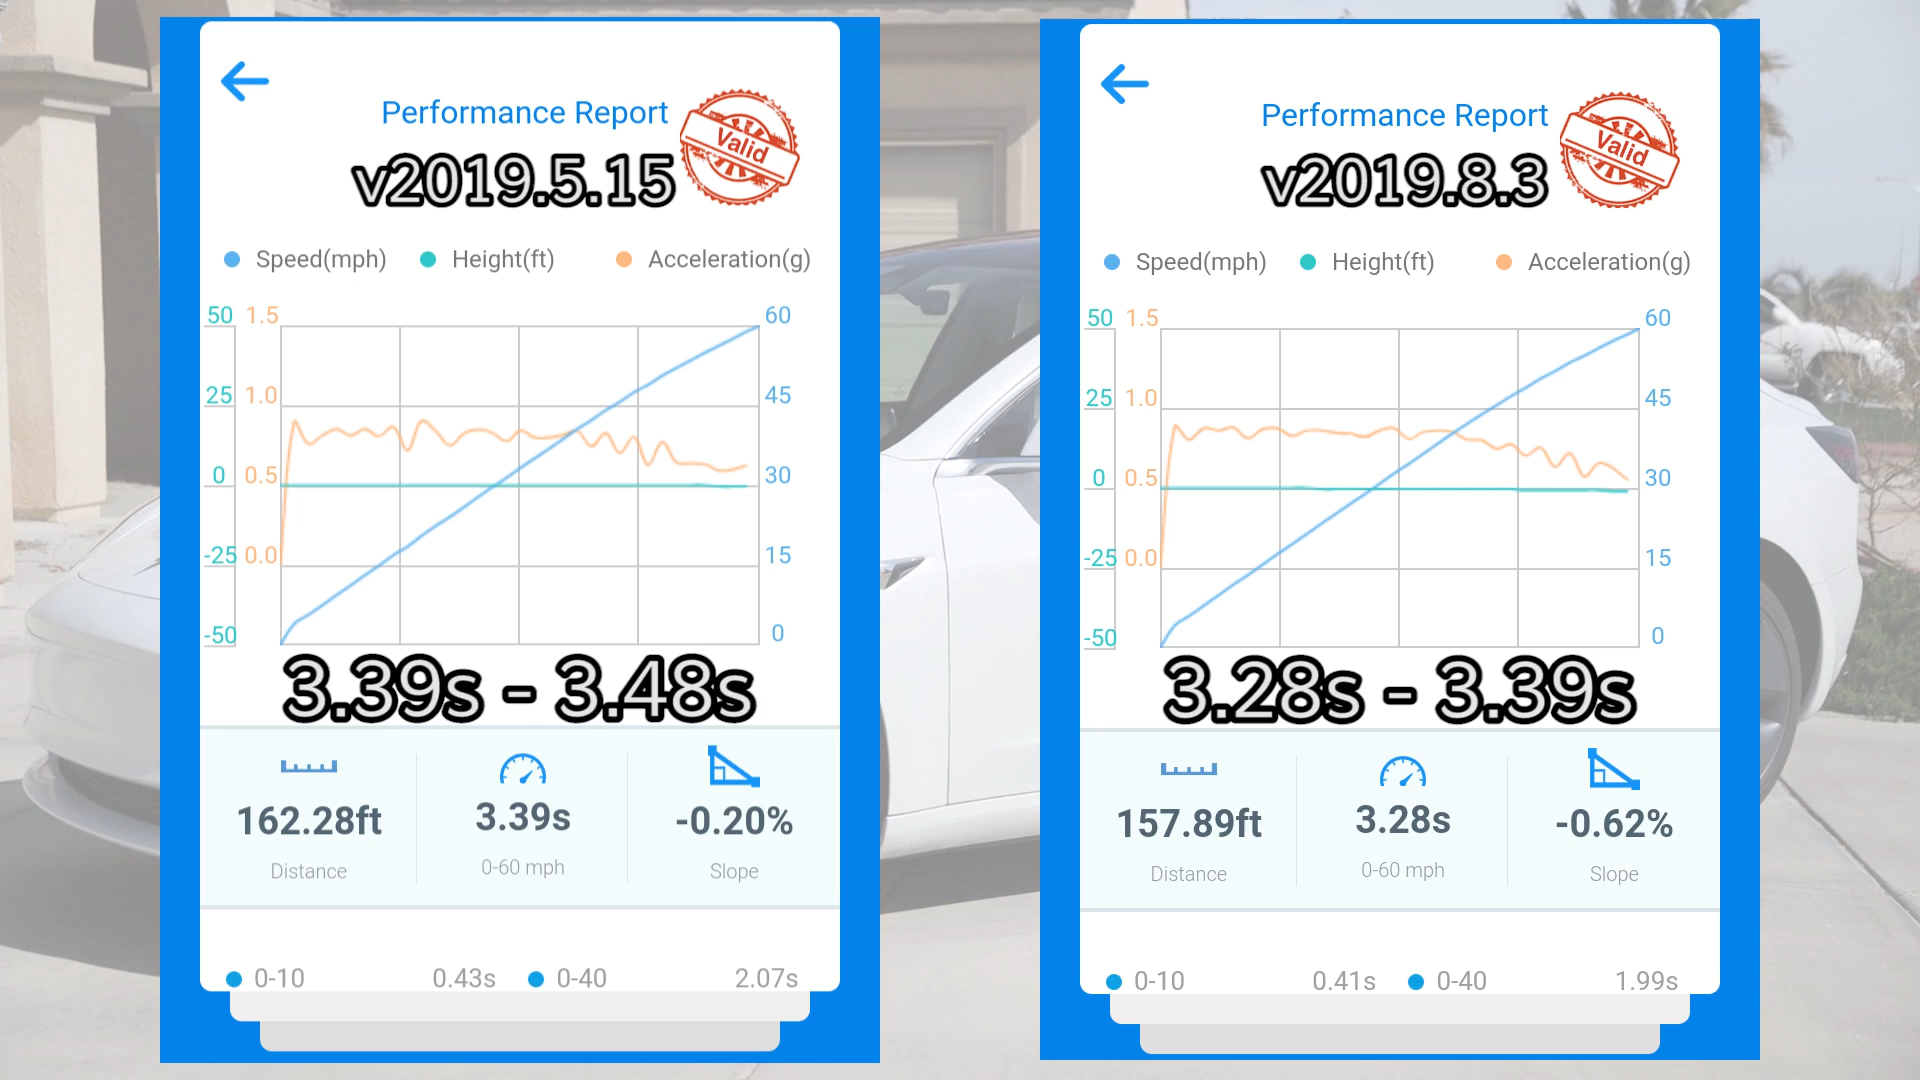 Performance Report
Valid
v2019.5.15
Speed(mph) Height(ft) Acceleration(g)
50 1.5 60
25 1.0 45
0 0.5 30
-25 0.0 15
-50 0
3.39s - 3.48s
162.28ft 3.39s -0.20%
Distance 0-60 mph Slope
0-10 0.43s 0-40 2.07s
Performance Report
Valid
v2019.8.3
Speed(mph) Height(ft) Acceleration(g)
50 1.5 60
25 1.0 45
0 0.5 30
-25 0.0 15
-50 0
3.28s - 3.39s
157.89ft 3.28s -0.62%
Distance 0-60 mph Slope
0-10 0.41s 0-40 1.99s